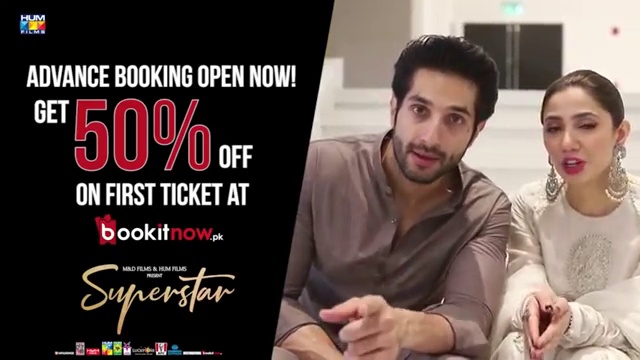 HUM
FILMS
ADVANCE BOOKING OPEN NOW!
GET 50% OFF
ON FIRST TICKET AT
bookitnow.pk
M&D FILMS & HUM FILMS
PRESENT
Superstar